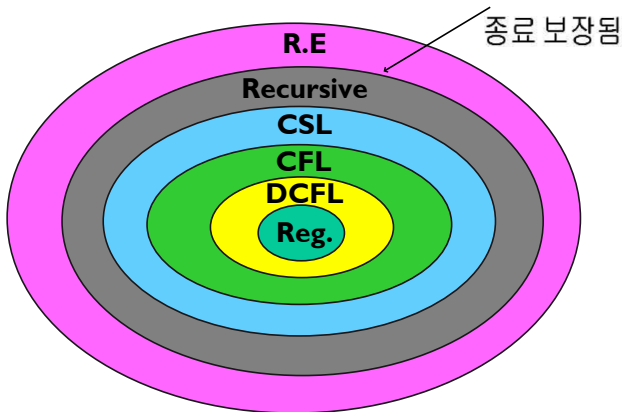 종료 보장됨
R.E
Recursive
CSL
CFL
DCFL
Reg.